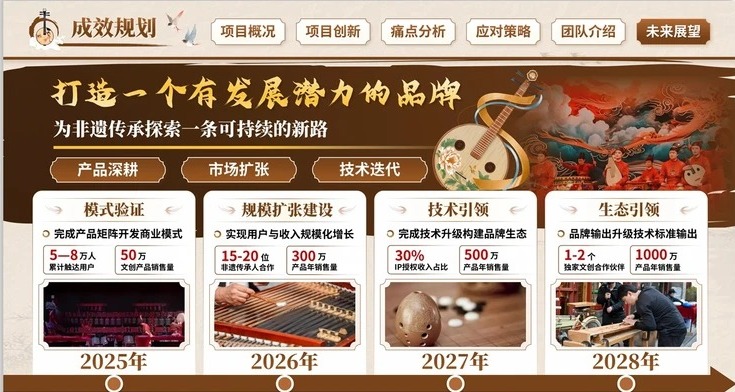 成效规划
项目概况
项目创新
痛点分析
应对策略
团队介绍
未来展望
打造一个有发展潜力的品牌
为非遗传承探索一条可持续的新路
产品深耕
市场扩张
技术迭代
模式验证
完成产品矩阵开发商业模式
5—8万人
累计触达用户
50万
文创产品销售量
2025年
规模扩张建设
实现用户与收入规模化增长
15-20 位
非遗传承人合作
300万
产品年销售量
2026年
技术引领
完成技术升级构建品牌生态
30%
IP授权收入占比
500万
产品年销售量
2027年
生态引领
品牌输出升级技术标准输出
1-2 个
独家文创合作伙伴
1000万
产品年销售量
2028年